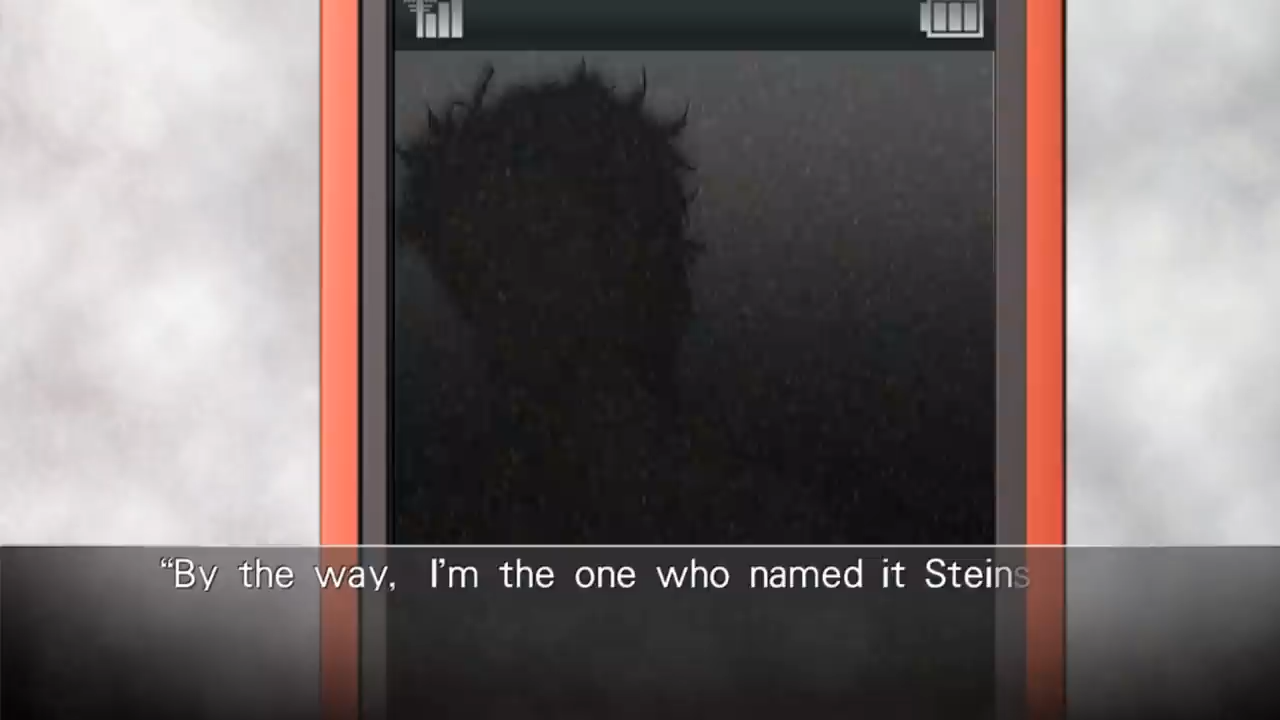 “By the way, I'm the one who named it Steins